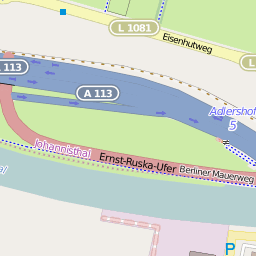 L 1081
Eisenhutweg
L
A 113
A 113
Adlershof
5
Johannisthal
Ernst-Ruska-Ufer
Berliner Mauerweg
P